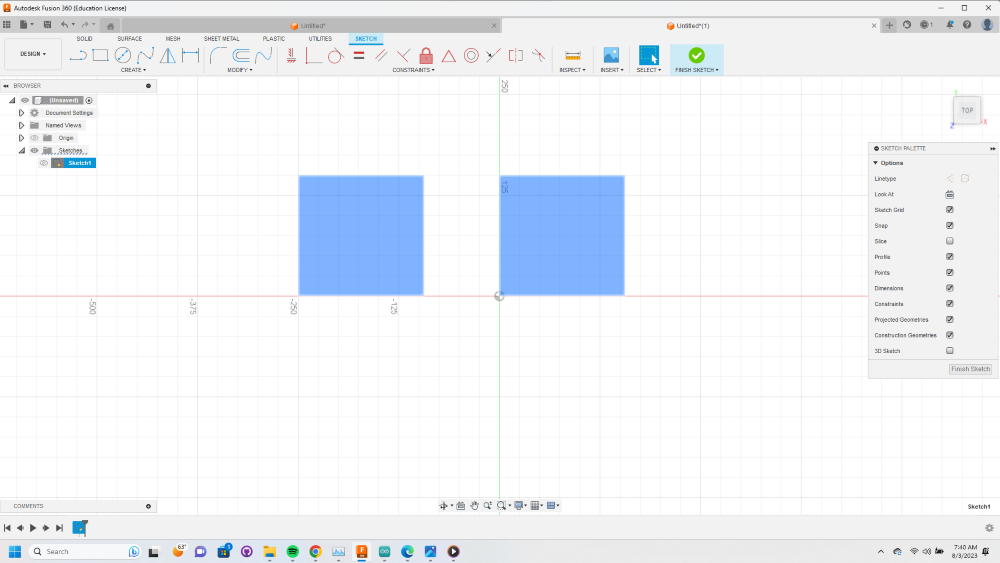 Autodesk Fusion 360 (Education License)
Untitled*
Untitled*(1)
1
DESIGN
SOLID SURFACE MESH SHEET METAL PLASTIC UTILITIES SKETCH
CREATE MODIFY CONSTRAINTS INSPECT INSERT SELECT FINISH SKETCH
BROWSER
(Unsaved)
Document Settings
Named Views
Origin
Sketches
Sketch1
250
125
-500
-375
-250
-125
TOP
X
Y
Z
SKETCH PALETTE
Options
Linetype
Look At
Sketch Grid
Snap
Slice
Profile
Points
Dimensions
Constraints
Projected Geometries
Construction Geometries
3D Sketch
Finish Sketch
COMMENTS
Sketch1
Search
63°
7:40 AM
8/3/2023